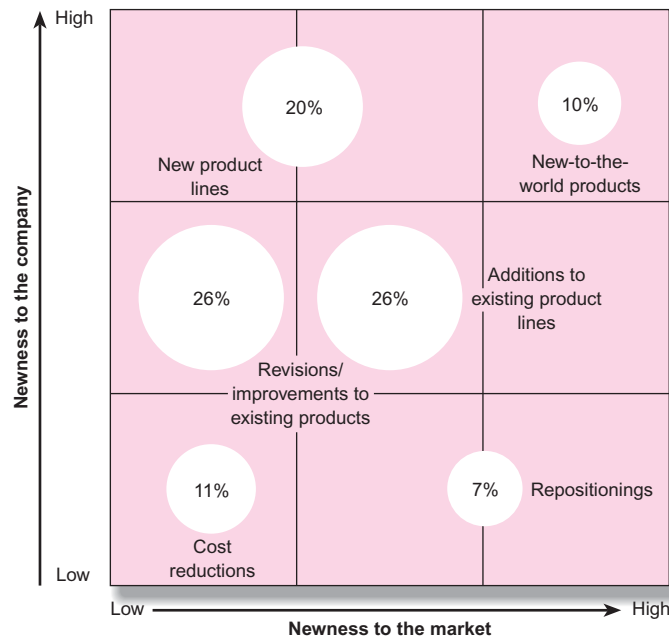 High
20%
10%
New product
lines
New-to-the-
world products
Newness to the company
26%
26%
Additions to
existing product
lines
Revisions/
improvements to
existing products
11%
7%
Repositionings
Cost
reductions
Low
Low
High
Newness to the market